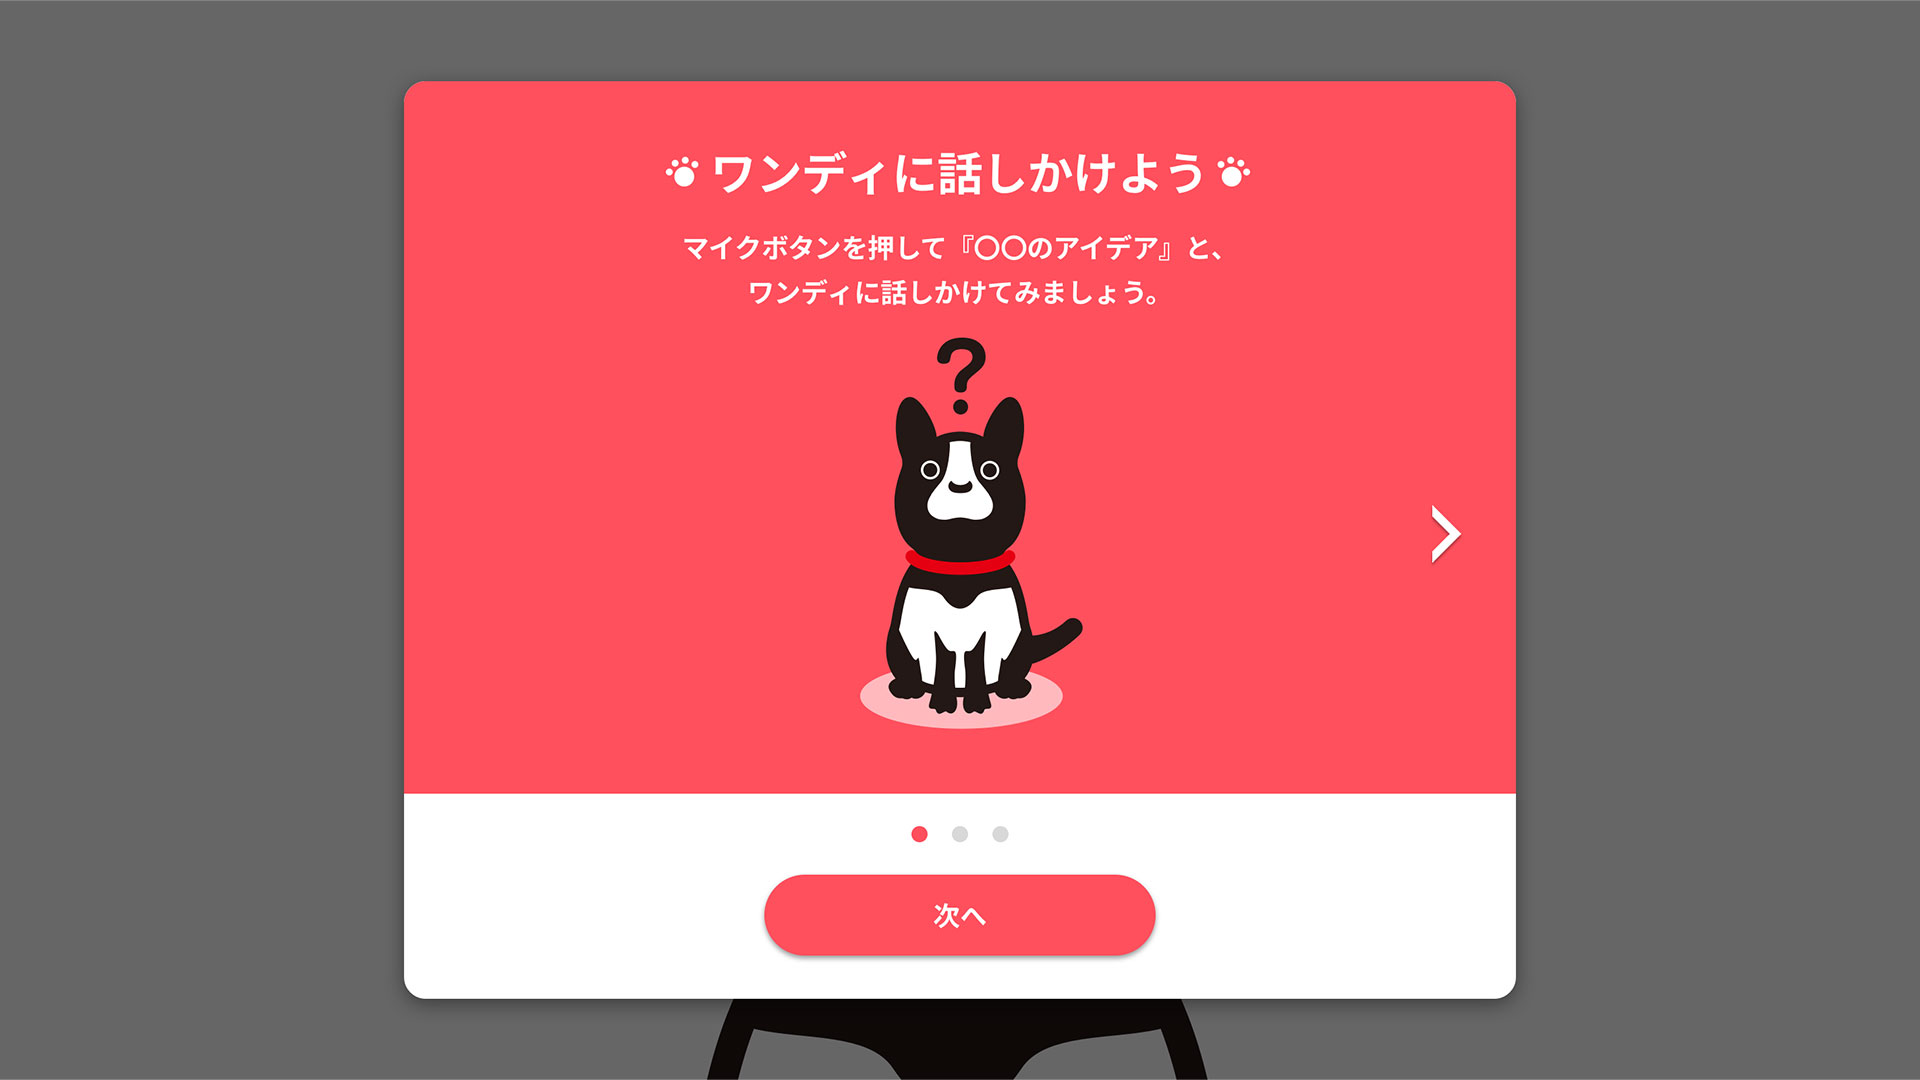 ワンディに話しかけよう
マイクボタンを押して『〇〇のアイデア』と、
ワンディに話しかけてみましょう。
?
次へ